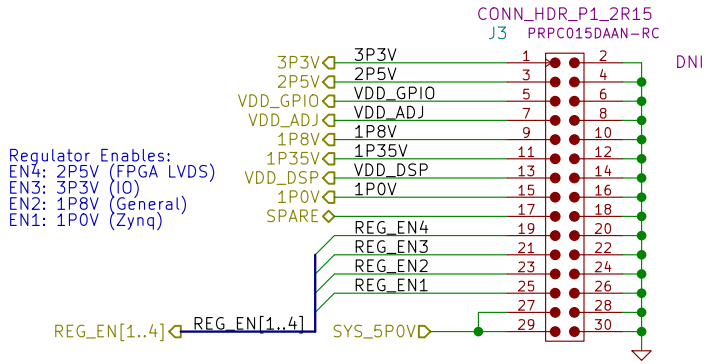 CONN_HDR_P1_2R15
J3 PRPC015DAAN-RC
DNI
3P3V 3P3V 1 2
2P5V 2P5V 3 4
VDD_GPIO VDD_GPIO 5 6
VDD_ADJ VDD_ADJ 7 8
1P8V 1P8V 9 10
1P35V 1P35V 11 12
VDD_DSP VDD_DSP 13 14
1P0V 1P0V 15 16
SPARE 17 18
REG_EN4 19 20
REG_EN3 21 22
REG_EN2 23 24
REG_EN1 25 26
27 28
REG_EN[1..4] REG_EN[1..4] SYS_5P0V 29 30
Regulator Enables:
EN4: 2P5V (FPGA LVDS)
EN3: 3P3V (IO)
EN2: 1P8V (General)
EN1: 1P0V (Zynq)